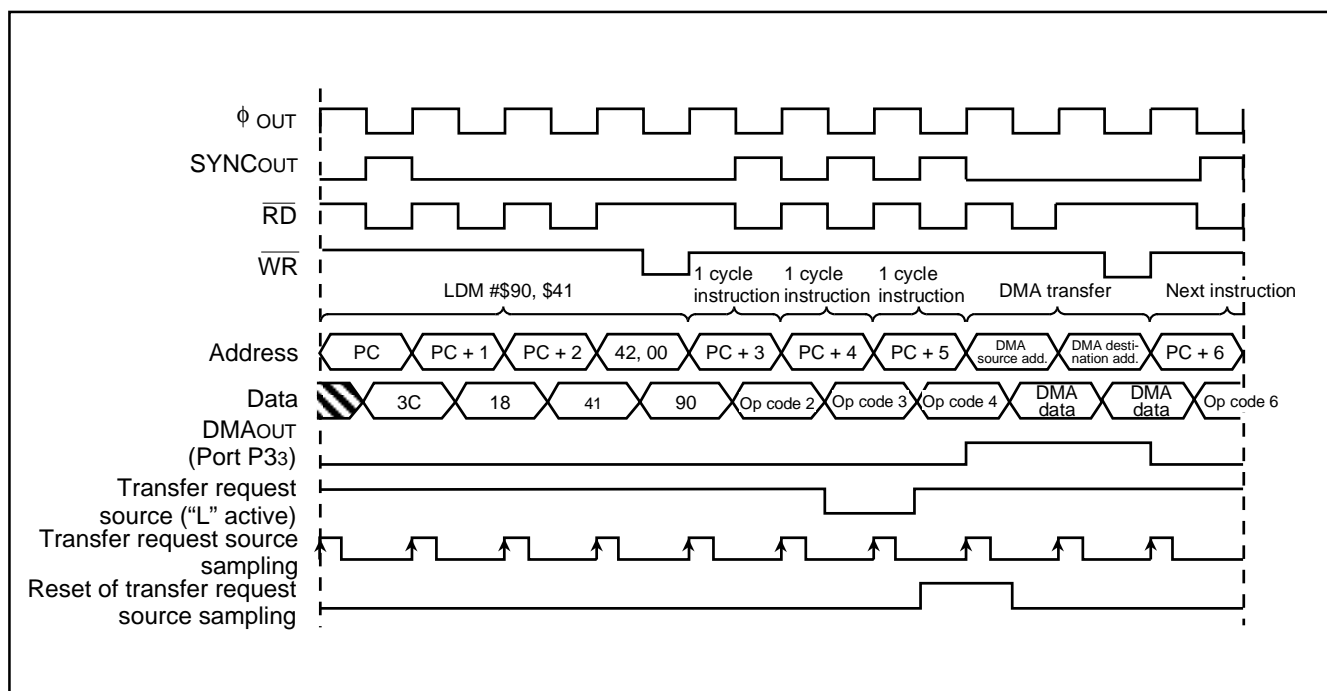 ϕ OUT
SYNCOUT
RD
WR
LDM #$90, $41
1 cycle instruction
1 cycle instruction
1 cycle instruction
DMA transfer
Next instruction
Address
PC
PC + 1
PC + 2
42, 00
PC + 3
PC + 4
PC + 5
DMA source add.
DMA desti-nation add.
PC + 6
Data
3C
18
41
90
Op code 2
Op code 3
Op code 4
DMA data
DMA data
Op code 6
DMAOUT
(Port P33)
Transfer request
source (“L” active)
Transfer request source
sampling
Reset of transfer request
source sampling